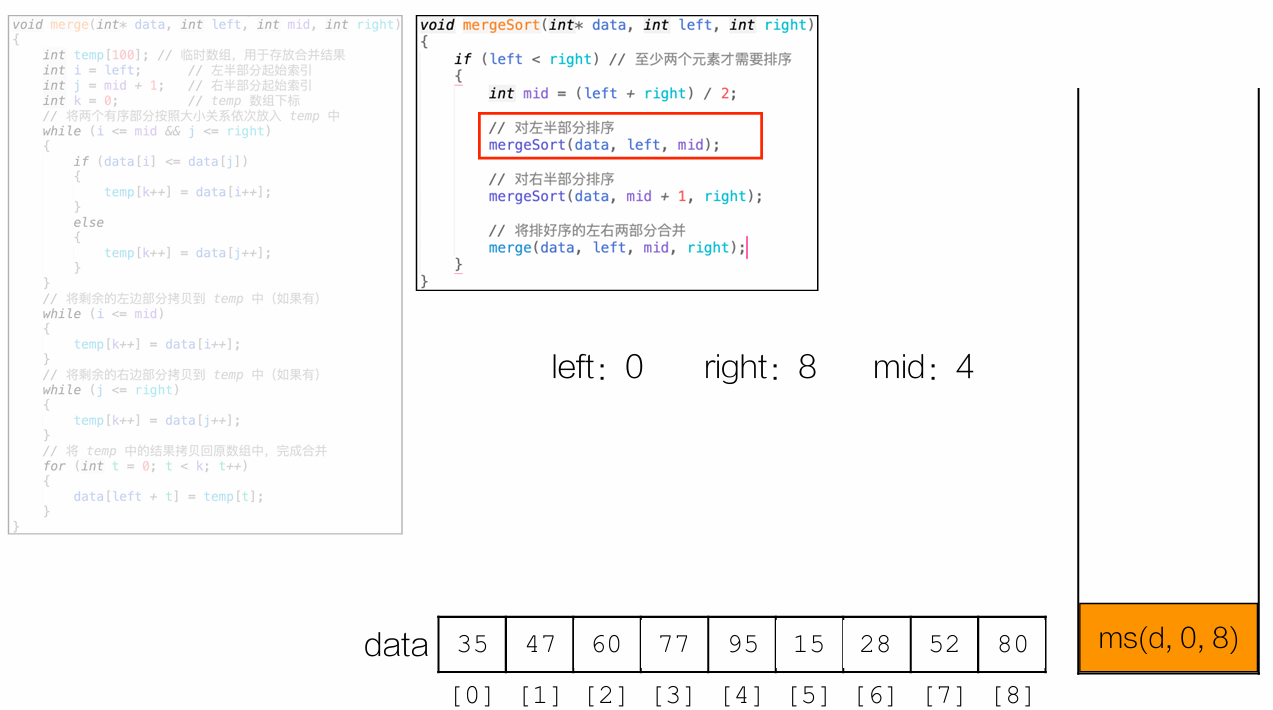 void merge(int* data, int left, int mid, int right)
{
int temp[100]; // 临时数组，用于存放合并结果
int i = left; // 左半部分起始索引
int j = mid + 1; // 右半部分起始索引
int k = 0; // temp 数组下标
// 将两个有序部分按照大小关系依次放入 temp 中
while (i <= mid && j <= right)
{
if (data[i] <= data[j])
{
temp[k++] = data[i++];
}
else
{
temp[k++] = data[j++];
}
}
// 将剩余的左边部分拷贝到 temp 中（如果有）
while (i <= mid)
{
temp[k++] = data[i++];
}
// 将剩余的右边部分拷贝到 temp 中（如果有）
while (j <= right)
{
temp[k++] = data[j++];
}
// 将 temp 中的结果拷贝回原数组中，完成合并
for (int t = 0; t < k; t++)
{
data[left + t] = temp[t];
}
}
void mergeSort(int* data, int left, int right)
{
if (left < right) // 至少两个元素才需要排序
{
int mid = (left + right) / 2;
// 对左半部分排序
mergeSort(data, left, mid);
// 对右半部分排序
mergeSort(data, mid + 1, right);
// 将排好序的左右两部分合并
merge(data, left, mid, right);
}
}
left：0 right：8 mid：4
data 35 47 60 77 95 15 28 52 80
[0] [1] [2] [3] [4] [5] [6] [7] [8]
ms(d, 0, 8)